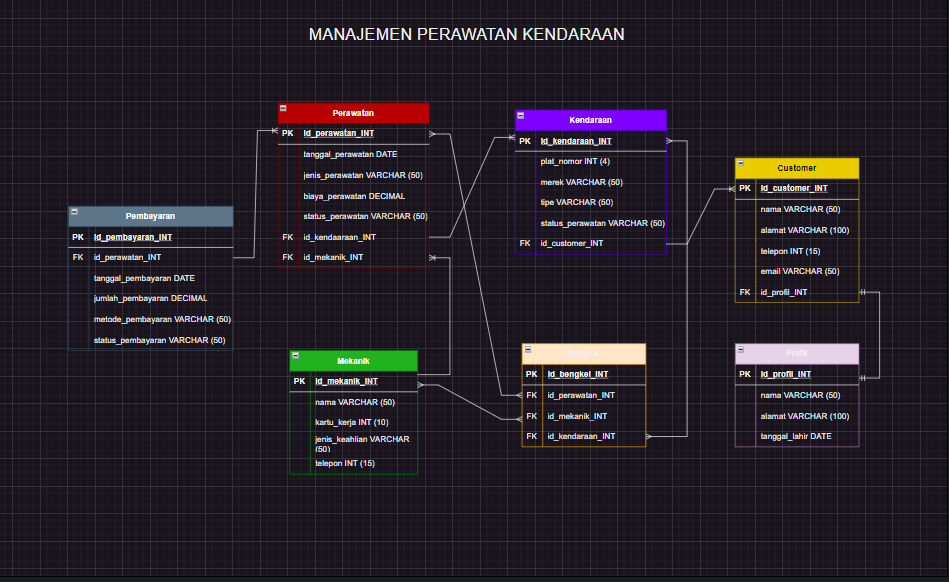 MANAJEMEN PERAWATAN KENDARAAN
Perawatan
PK id_perawatan_INT
tanggal_perawatan DATE
jenis_perawatan VARCHAR (50)
biaya_perawatan DECIMAL
status_perawatan VARCHAR (50)
FK id_kendaaraan_INT
FK id_mekanik_INT
Kendaraan
PK id_kendaraan_INT
plat_nomor INT (4)
merek VARCHAR (50)
tipe VARCHAR (50)
status_perawatan VARCHAR (50)
FK id_customer_INT
Customer
PK id_customer_INT
nama VARCHAR (50)
alamat VARCHAR (100)
telepon INT (15)
email VARCHAR (50)
FK id_profil_INT
Pembayaran
PK id_pembayaran_INT
FK id_perawatan_INT
tanggal_pembayaran DATE
jumlah_pembayaran DECIMAL
metode_pembayaran VARCHAR (50)
status_pembayaran VARCHAR (50)
Mekanik
PK id_mekanik_INT
nama VARCHAR (50)
kartu_kerja INT (10)
jenis_keahlian VARCHAR
(50)
telepon INT (15)
Bengkel
PK id_bengkel_INT
FK id_perawatan_INT
FK id_mekanik_INT
FK id_kendaraan_INT
Profil
PK id_profil_INT
nama VARCHAR (50)
alamat VARCHAR (100)
tanggal_lahir DATE